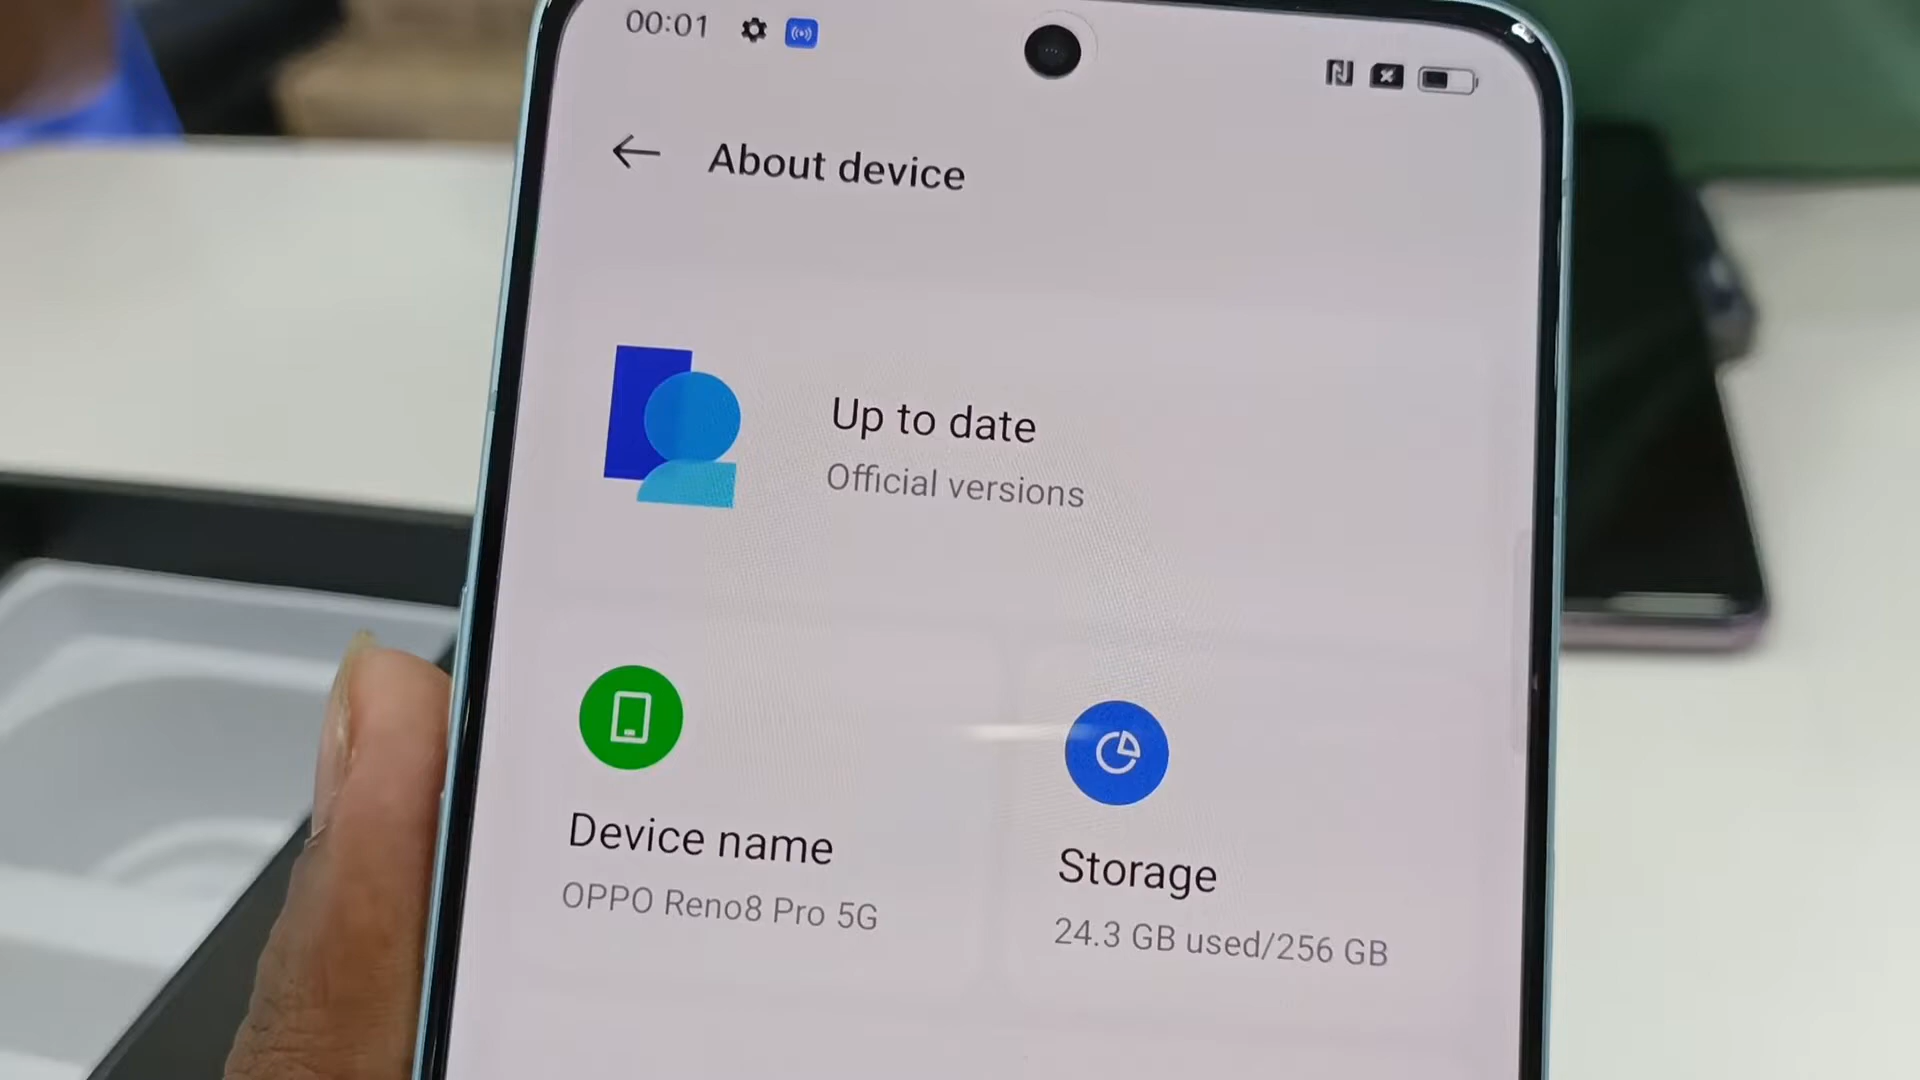 00:01
About device
Up to date
Official versions
Device name
OPPO Reno8 Pro 5G
Storage
24.3 GB used/256 GB